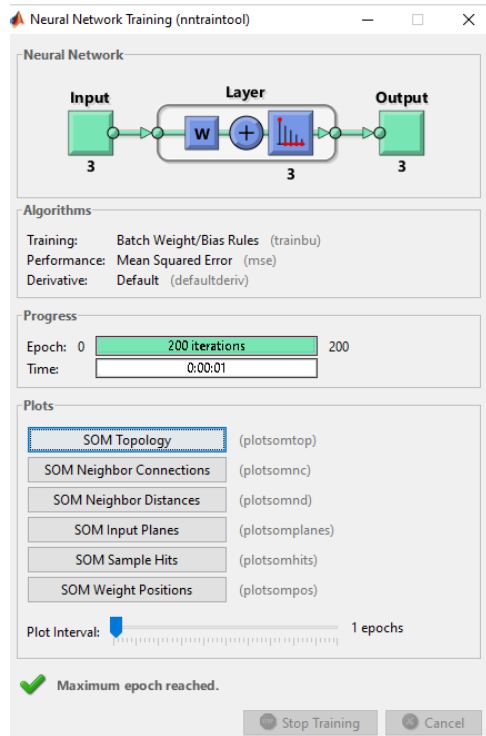 Neural Network Training (nntraintool)
Neural Network
Input
Layer
Output
W
+
3
3
3
Algorithms
Training: Batch Weight/Bias Rules (trainbu)
Performance: Mean Squared Error (mse)
Derivative: Default (defaultderiv)
Progress
Epoch: 0 200 iterations 200
Time: 0:00:01
Plots
SOM Topology (plotsomtop)
SOM Neighbor Connections (plotsomnc)
SOM Neighbor Distances (plotsomnd)
SOM Input Planes (plotsomplanes)
SOM Sample Hits (plotsomhits)
SOM Weight Positions (plotsompos)
Plot Interval: 1 epochs
Maximum epoch reached.
Stop Training Cancel